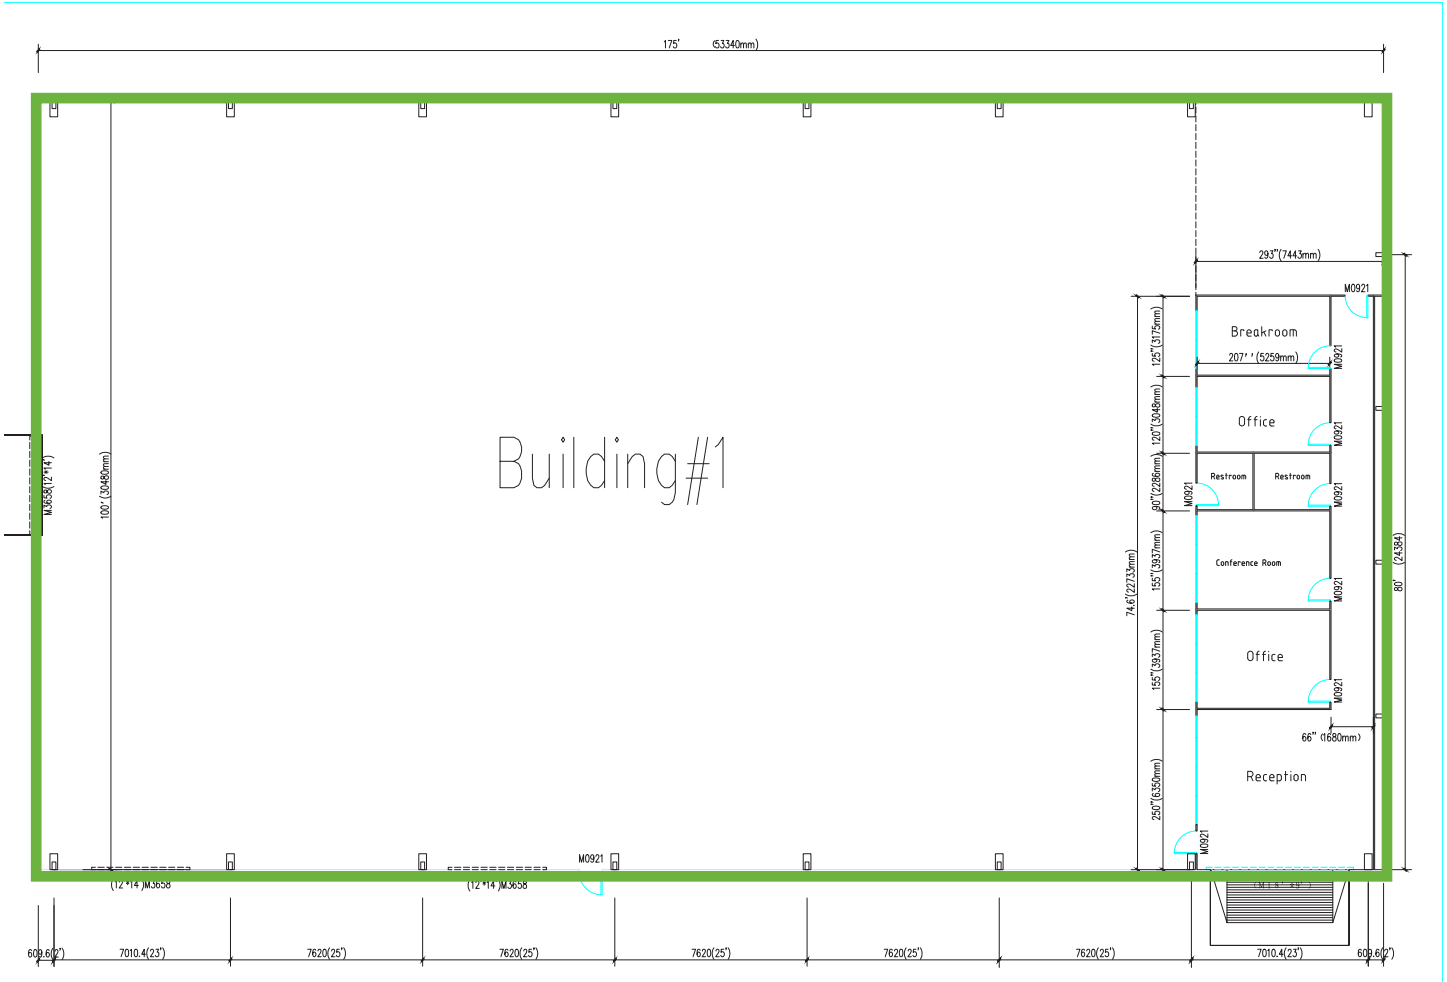 175' (53340mm)
293"(7443mm)
M0921
Breakroom
125"(3175mm)
207''(5259mm)
M0921
120"(3048mm)
Office
M0921
Building#1
M3658(12'*14')
100'(30480mm)
90"(2286mm)
M0921
Restroom
Restroom
M0921
74.6'(22733mm)
155"(3937mm)
Conference Room
M0921
80' (24384)
155"(3937mm)
Office
M0921
66" (1680mm)
250"(6350mm)
Reception
M0921
M0921
(12'*14')M3658
(12'*14')M3658
609.6(2')
7010.4(23')
7620(25')
7620(25')
7620(25')
7620(25')
7620(25')
7010.4(23')
609.6(2')